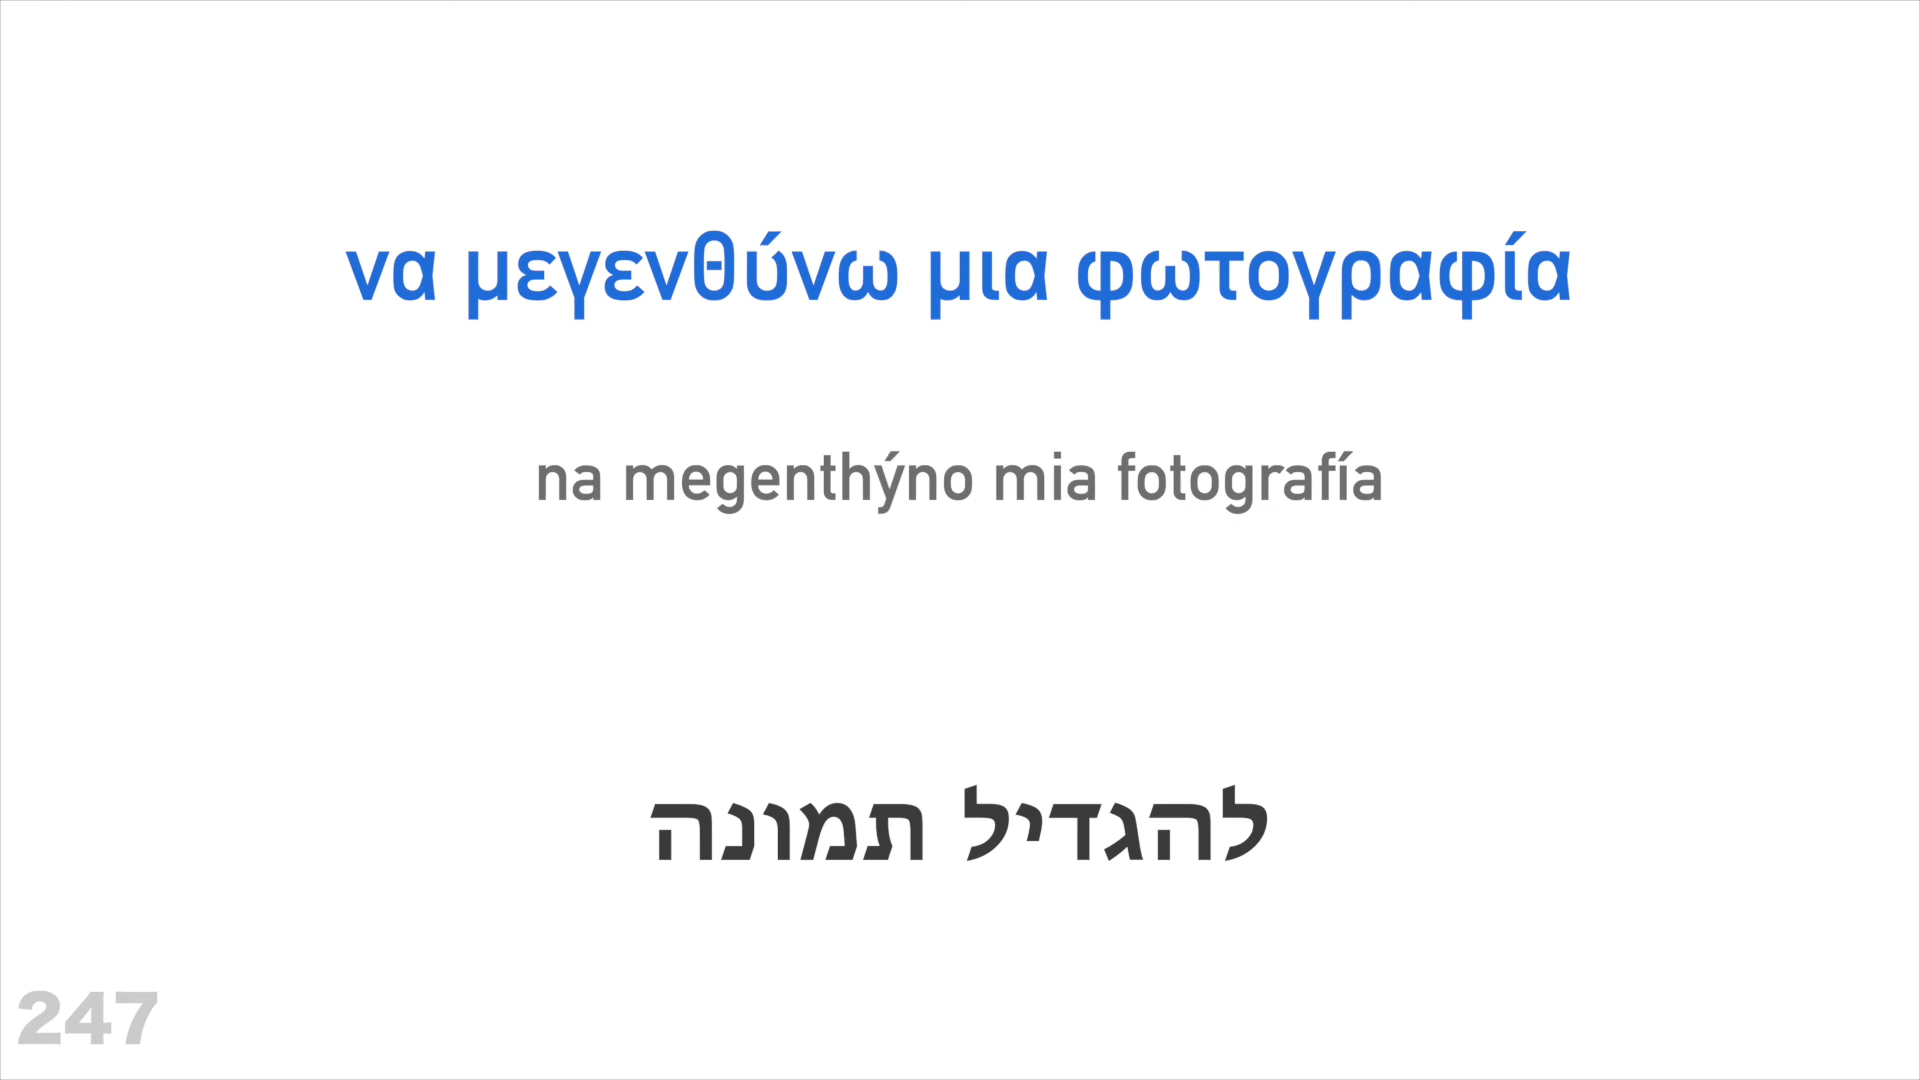 να μεγενθύνω μια φωτογραφία
na megenthýno mia fotografía
להגדיל תמונה
247